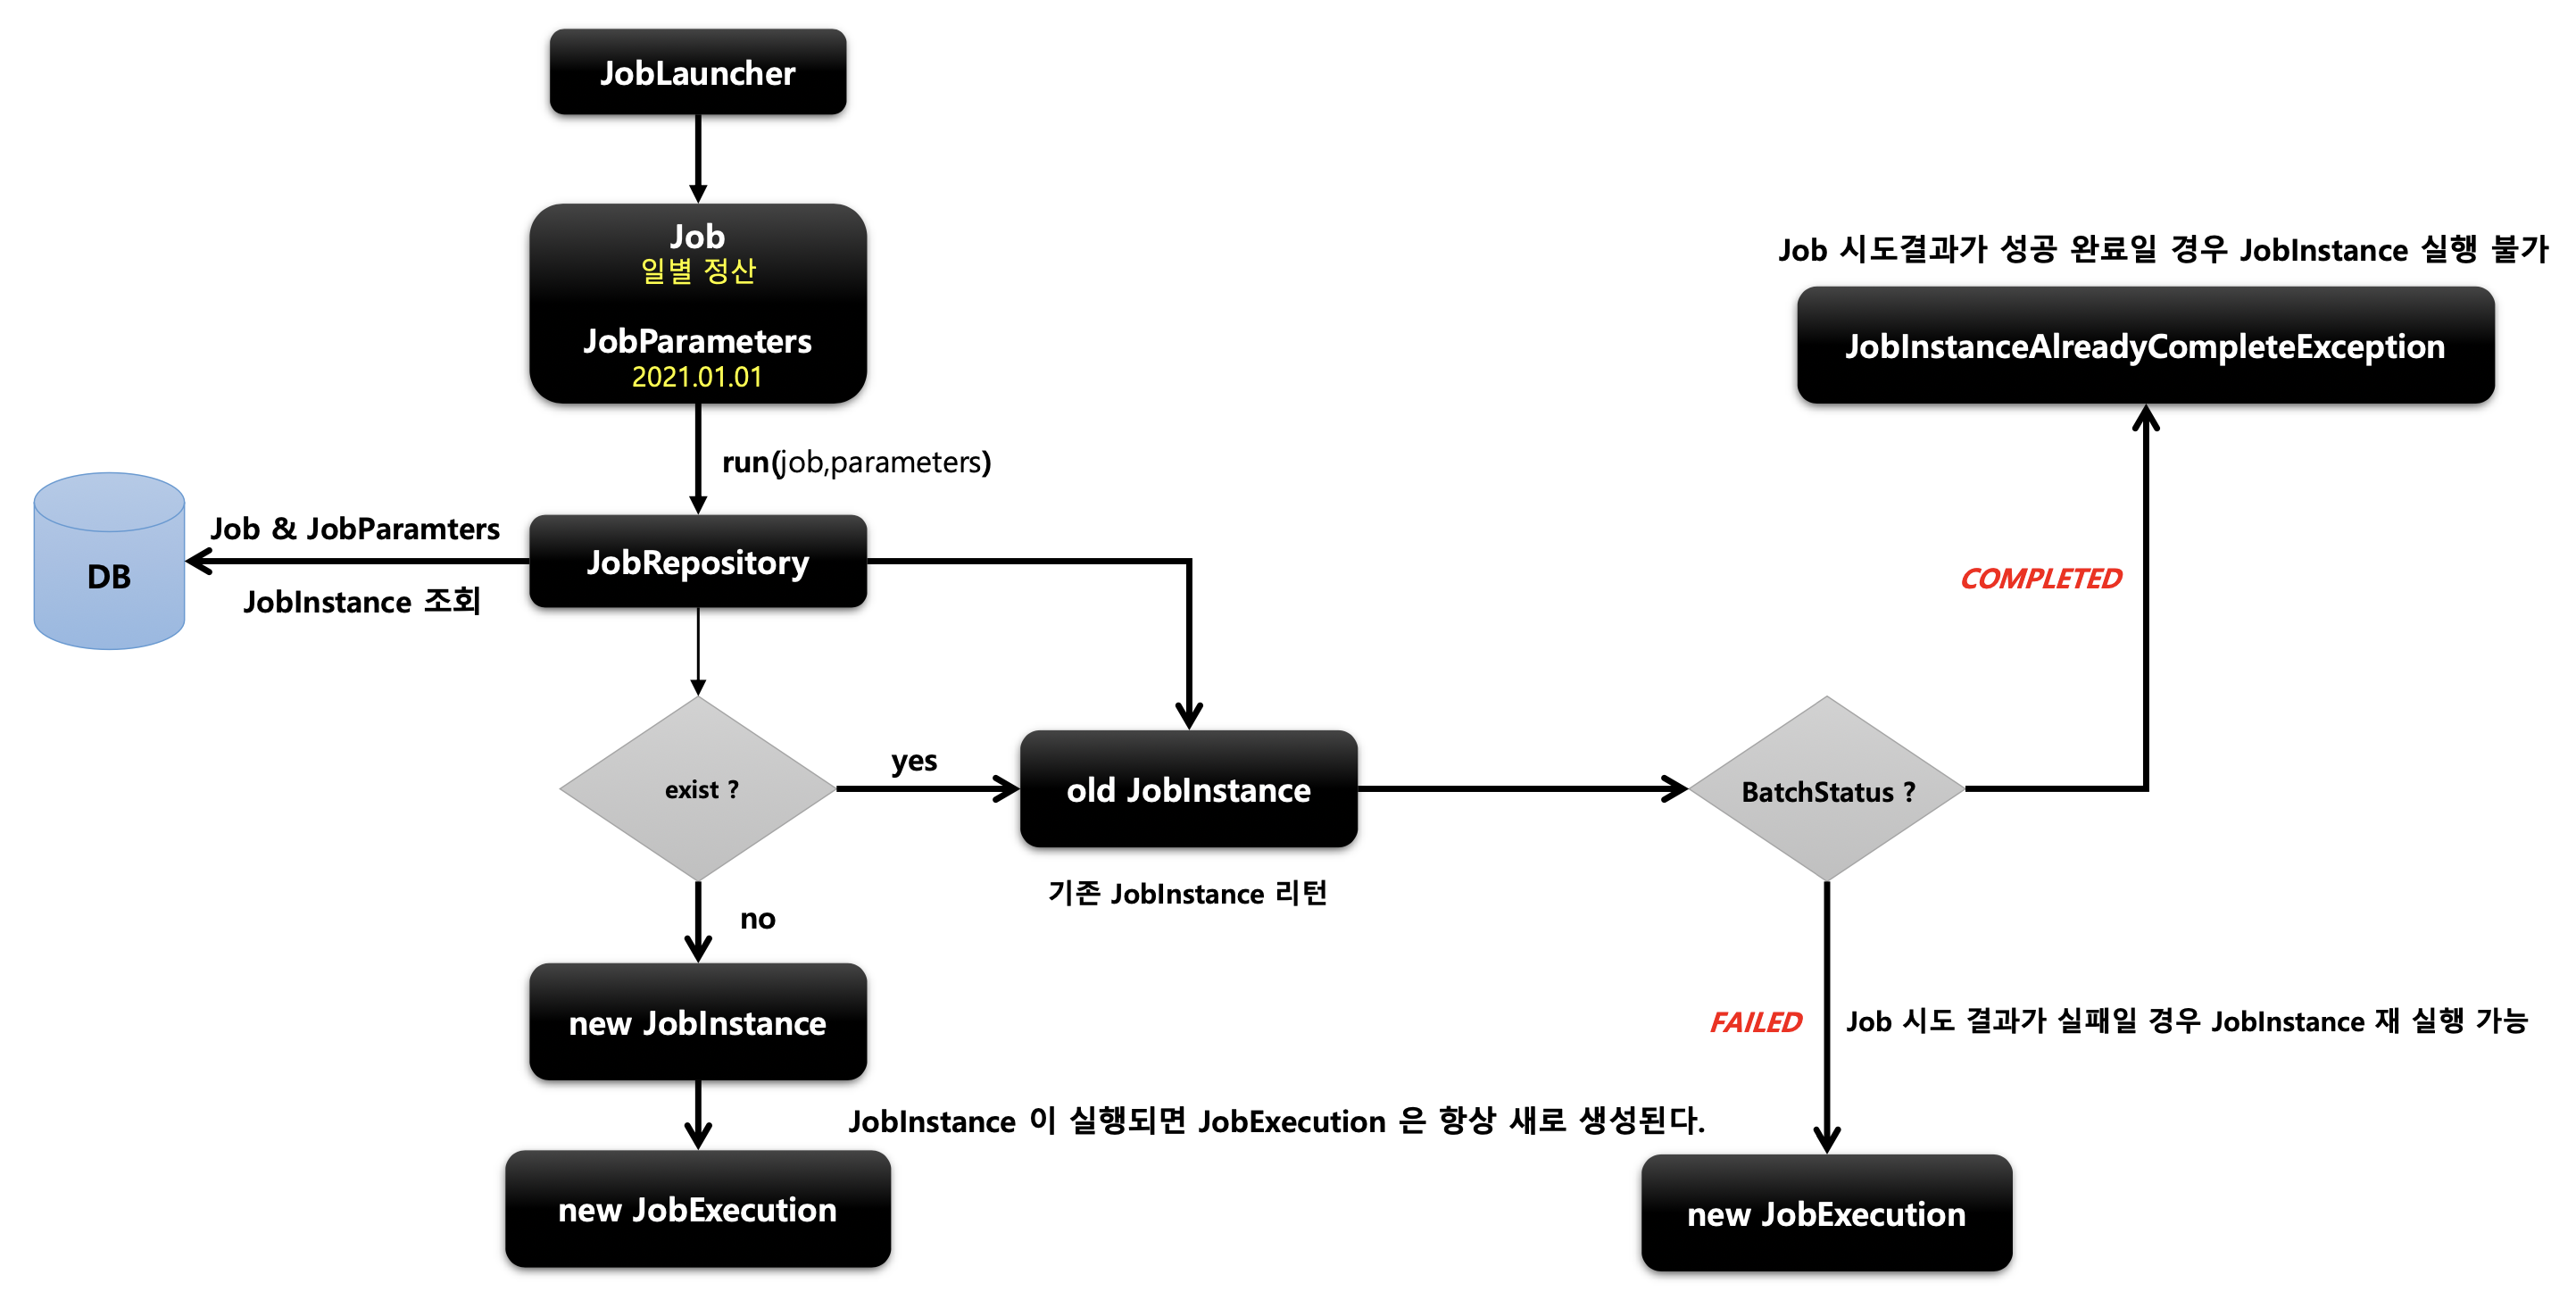 JobLauncher
Job
일별 정산
JobParameters
2021.01.01
run(job,parameters)
Job & JobParamters
JobInstance 조회
DB
JobRepository
exist ?
yes
no
old JobInstance
기존 JobInstance 리턴
new JobInstance
JobInstance 이 실행되면 JobExecution 은 항상 새로 생성된다.
new JobExecution
BatchStatus ?
COMPLETED
Job 시도결과가 성공 완료일 경우 JobInstance 실행 불가
JobInstanceAlreadyCompleteException
FAILED
Job 시도 결과가 실패일 경우 JobInstance 재 실행 가능
new JobExecution